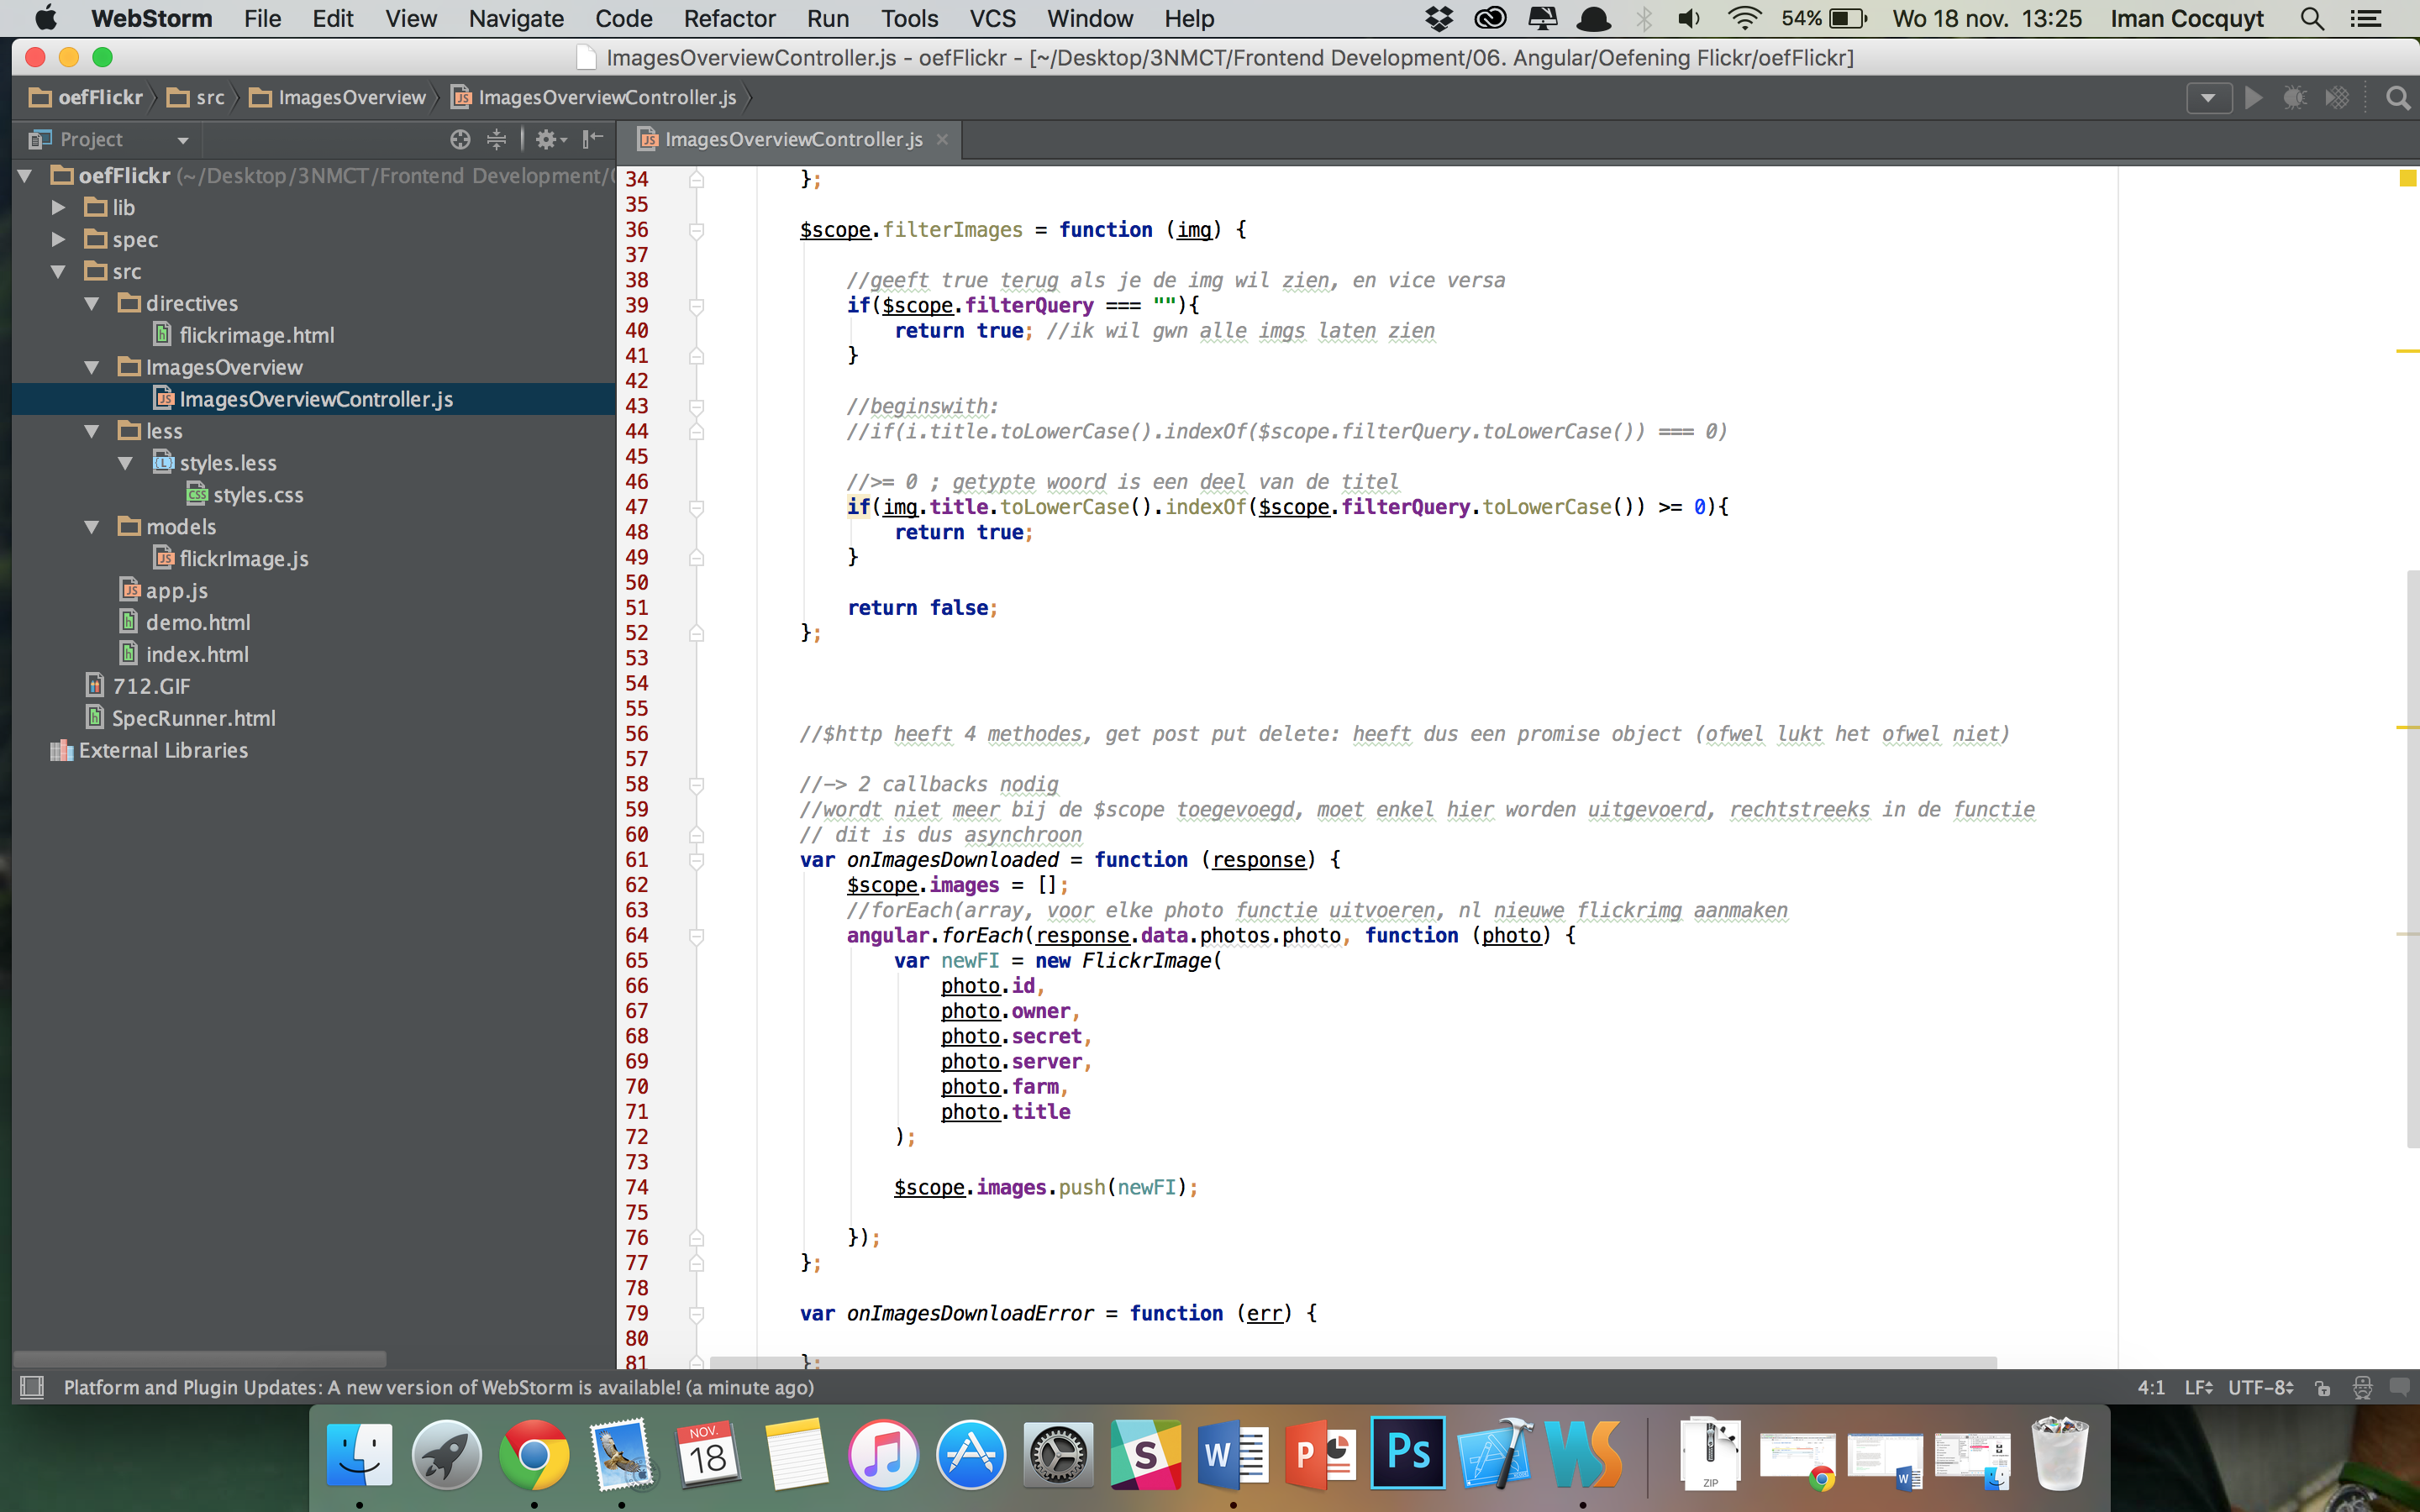 WebStorm File Edit View Navigate Code Refactor Run Tools VCS Window Help 54% Wo 18 nov. 13:25 Iman Cocquyt
ImagesOverviewController.js - oefFlickr - [~/Desktop/3NMCT/Frontend Development/06. Angular/Oefening Flickr/oefFlickr]
oefFlickr src ImagesOverview ImagesOverviewController.js
Project
ImagesOverviewController.js
oefFlickr (~/Desktop/3NMCT/Frontend Development/
lib
spec
src
directives
flickrimage.html
ImagesOverview
ImagesOverviewController.js
less
styles.less
styles.css
models
flickrImage.js
app.js
demo.html
index.html
712.GIF
SpecRunner.html
External Libraries
34 };
35
36 $scope.filterImages = function (img) {
37
38 //geeft true terug als je de img wil zien, en vice versa
39 if($scope.filterQuery === ""){
40 return true; //ik wil gwn alle imgs laten zien
41 }
42
43 //beginswith:
44 //if(i.title.toLowerCase().indexOf($scope.filterQuery.toLowerCase()) === 0)
45
46 //>= 0 ; getypte woord is een deel van de titel
47 if(img.title.toLowerCase().indexOf($scope.filterQuery.toLowerCase()) >= 0){
48 return true;
49 }
50
51 return false;
52 };
53
54
55
56 //$http heeft 4 methodes, get post put delete: heeft dus een promise object (ofwel lukt het ofwel niet)
57
58 //-> 2 callbacks nodig
59 //wordt niet meer bij de $scope toegevoegd, moet enkel hier worden uitgevoerd, rechtstreeks in de functie
60 // dit is dus asynchroon
61 var onImagesDownloaded = function (response) {
62 $scope.images = [];
63 //forEach(array, voor elke photo functie uitvoeren, nl nieuwe flickrimg aanmaken
64 angular.forEach(response.data.photos.photo, function (photo) {
65 var newFI = new FlickrImage(
66 photo.id,
67 photo.owner,
68 photo.secret,
69 photo.server,
70 photo.farm,
71 photo.title
72 );
73
74 $scope.images.push(newFI);
75
76 });
77 };
78
79 var onImagesDownloadError = function (err) {
80
81 };
Platform and Plugin Updates: A new version of WebStorm is available! (a minute ago) 4:1 LF UTF-8
NOV.
18
S
W
P
Ps
WS
ZIP